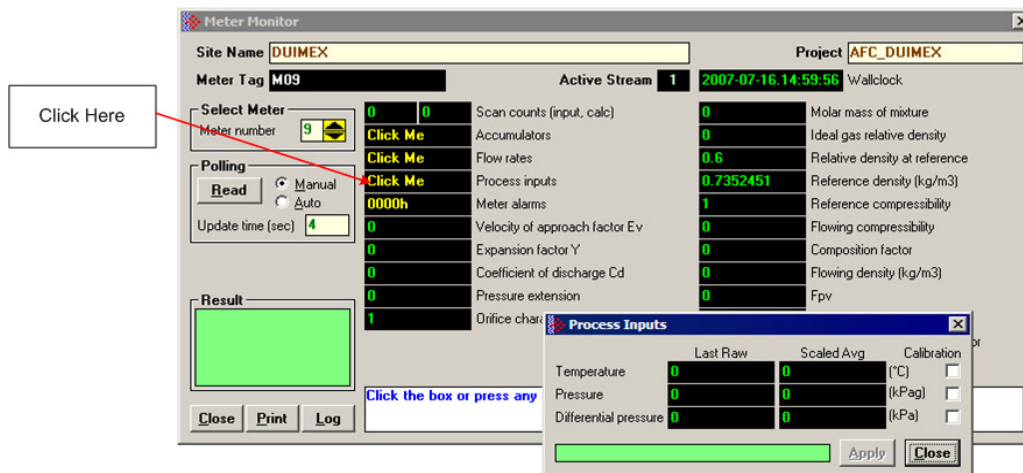 Meter Monitor
Site Name DUIMEX Project AFC_DUIMEX
Meter Tag M09 Active Stream 1 2007-07-16.14:59:56 Wallclock
Click Here
Select Meter
Meter number 9
Polling
Read Manual
Auto
Update time (sec) 4
Result
Close Print Log
0 0 Scan counts (input, calc)
Click Me Accumulators
Click Me Flow rates
Click Me Process inputs
0000h Meter alarms
0 Velocity of approach factor Ev
0 Expansion factor Y
0 Coefficient of discharge Cd
0 Pressure extension
1 Orifice chara
0 Molar mass of mixture
0 Ideal gas relative density
0.6 Relative density at reference
0.7352451 Reference density (kg/m3)
1 Reference compressibility
0 Flowing compressibility
0 Composition factor
0 Flowing density (kg/m3)
0 Fpv
or
Click the box or press any
Process Inputs
Last Raw Scaled Avg Calibration
Temperature 0 0 (°C)
Pressure 0 0 (kPag)
Differential pressure 0 0 (kPa)
Apply Close